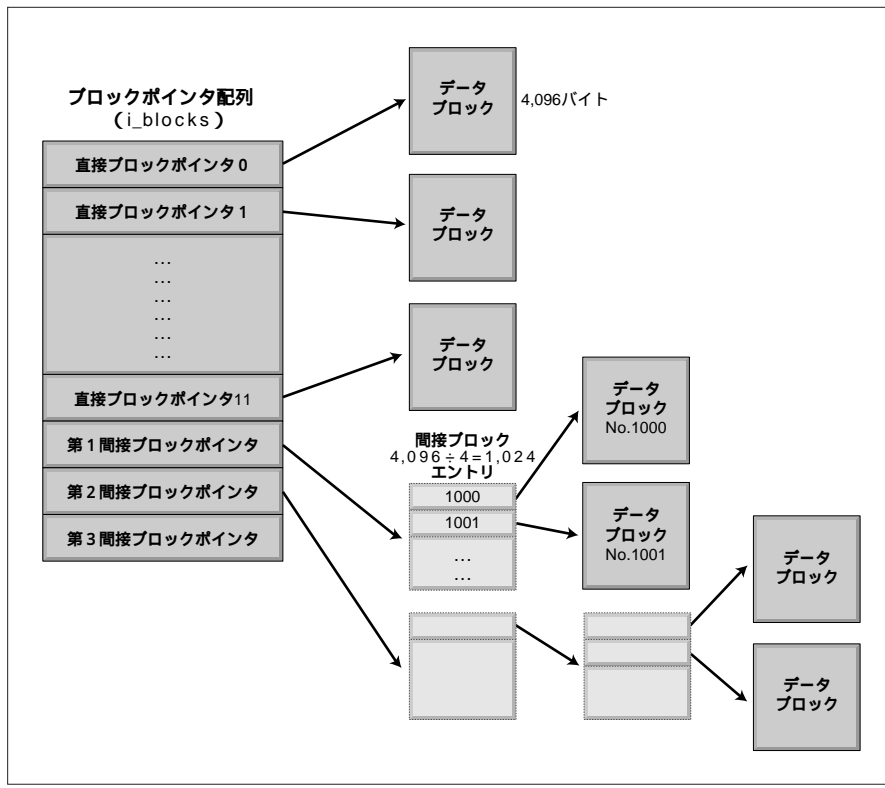 ブロックポインタ配列
（i_blocks）
直接ブロックポインタ0
直接ブロックポインタ1
…
…
…
…
…
…
直接ブロックポインタ11
第1間接ブロックポインタ
第2間接ブロックポインタ
第3間接ブロックポインタ
データ
ブロック
4,096バイト
データ
ブロック
データ
ブロック
間接ブロック
4,096÷4=1,024
エントリ
1000
1001
…
…
データ
ブロック
No.1000
データ
ブロック
No.1001
データ
ブロック
データ
ブロック